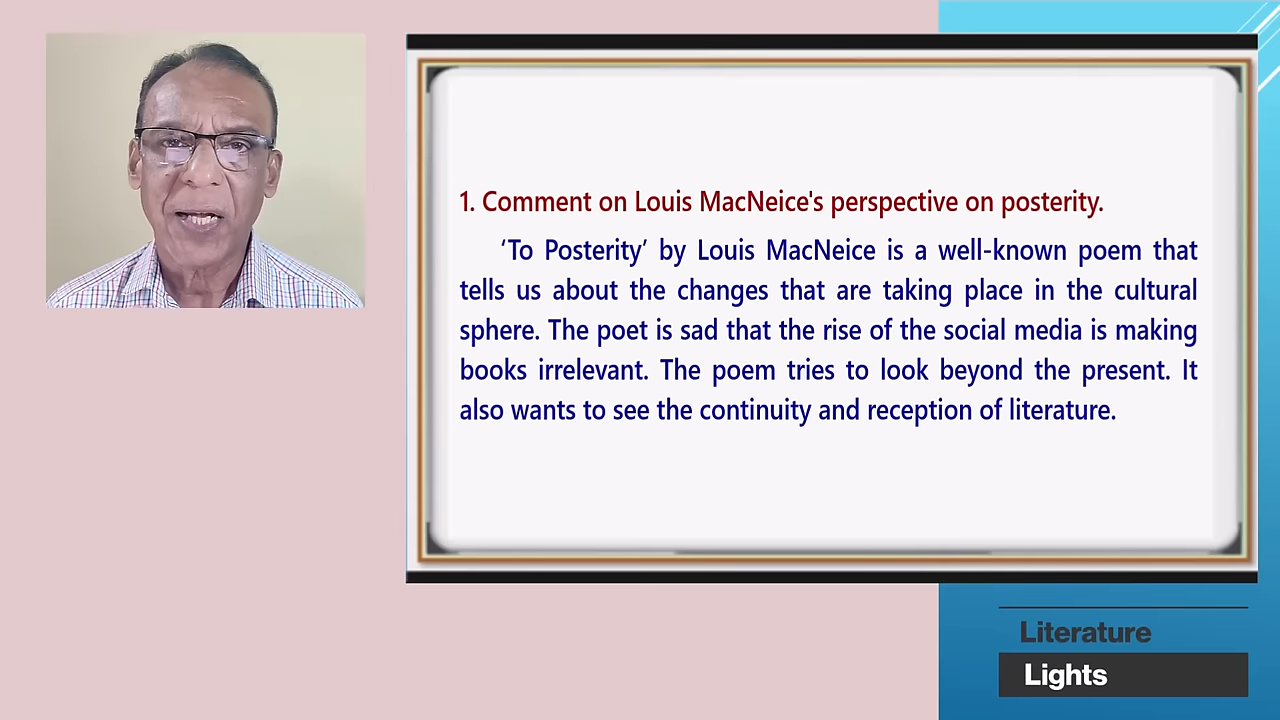 1. Comment on Louis MacNeice's perspective on posterity.
‘To Posterity’ by Louis MacNeice is a well-known poem that
tells us about the changes that are taking place in the cultural
sphere. The poet is sad that the rise of the social media is making
books irrelevant. The poem tries to look beyond the present. It
also wants to see the continuity and reception of literature.
Literature
Lights